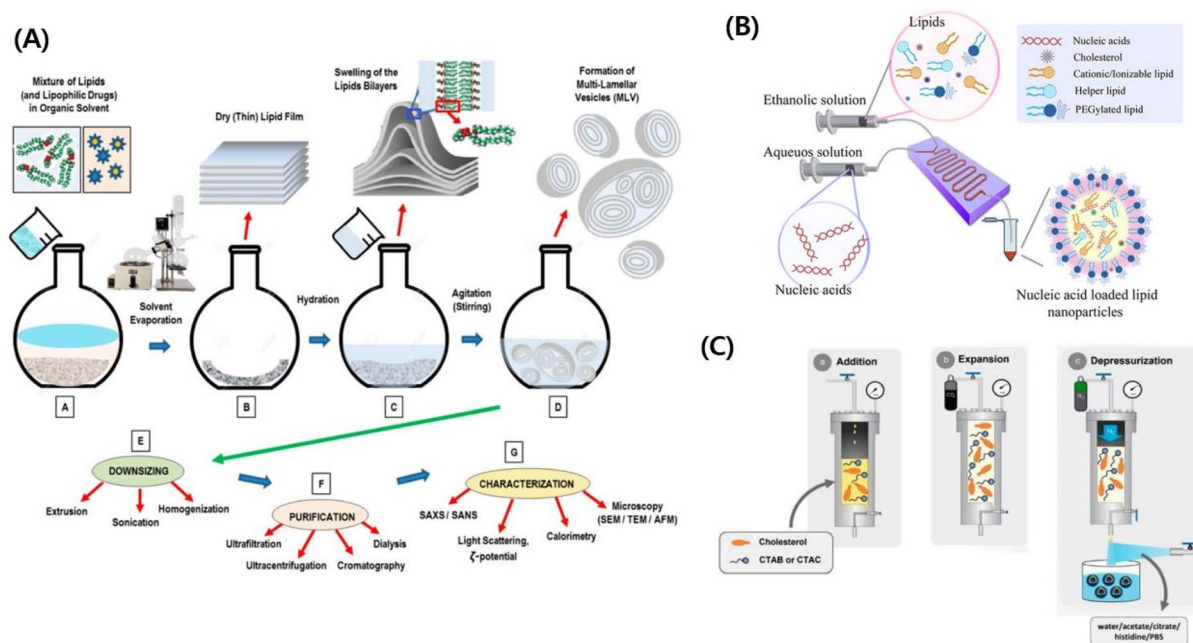 (A)
Mixture of Lipids
(and Lipophilic Drugs)
in Organic Solvent
Dry (Thin) Lipid Film
Swelling of the
Lipids Bilayers
Formation of
Multi-Lamellar
Vesicles (MLV)
Solvent
Evaporation
Hydration
Agitation
(Stirring)
A
B
C
D
E
DOWNSIZING
Extrusion
Sonication
Homogenization
F
PURIFICATION
Ultrafiltration
Ultracentrifugation
Cromatography
Dialysis
G
CHARACTERIZATION
SAXS / SANS
Light Scattering,
ζ-potential
Calorimetry
Microscopy
(SEM / TEM / AFM)
(B)
Lipids
Ethanolic solution
Aqueuos solution
Nucleic acids
Nucleic acids
Cholesterol
Cationic/Ionizable lipid
Helper lipid
PEGylated lipid
Nucleic acid loaded lipid
nanoparticles
(C)
a Addition
b Expansion
c Depressurization
CO₂
N₂
N₂
Cholesterol
CTAB or CTAC
water/acetate/citrate/
histidine/PBS